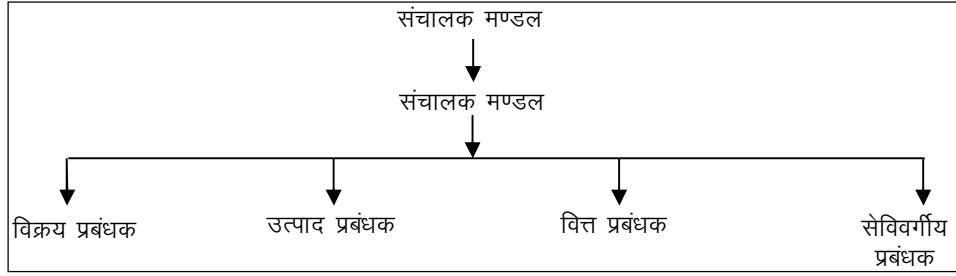 संचालक मण्डल
संचालक मण्डल
विक्रय प्रबंधक
उत्पाद प्रबंधक
वित्त प्रबंधक
सेविवर्गीय
प्रबंधक